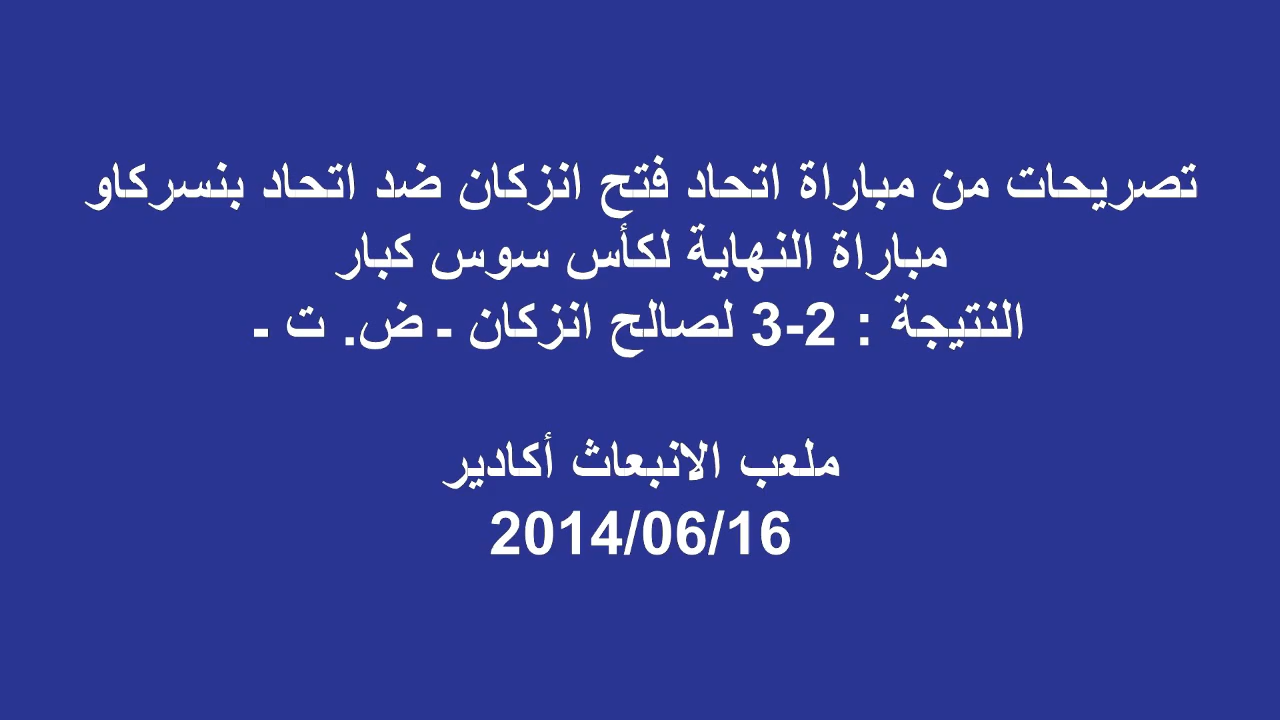 تصريحات من مباراة اتحاد فتح انزكان ضد اتحاد بنسركاو
مباراة النهاية لكأس سوس كبار
النتيجة : 2-3 لصالح انزكان ـ ض. ت ـ
ملعب الانبعاث أكادير
2014/06/16